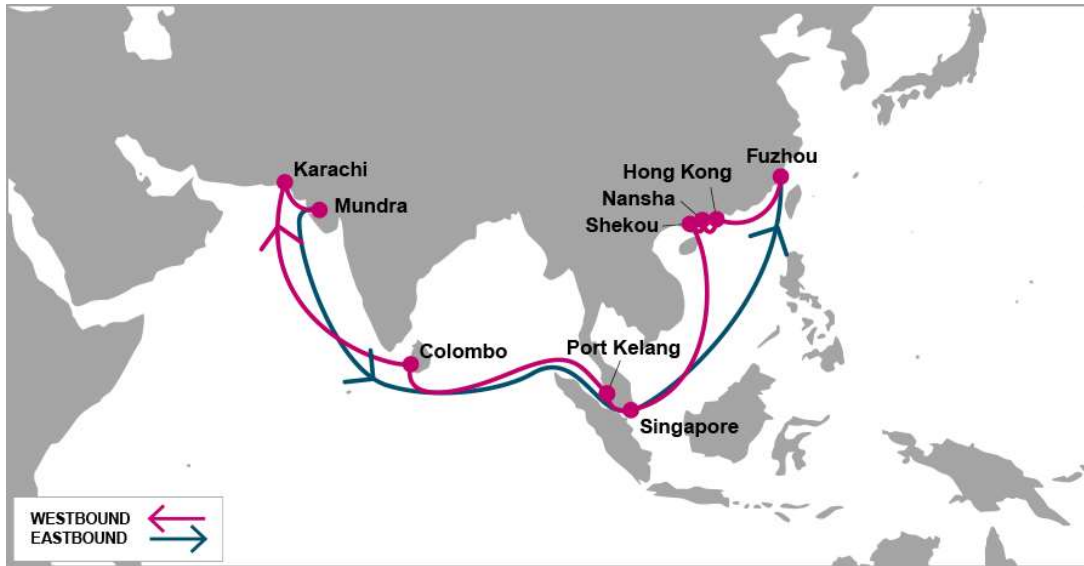 Fuzhou
Hong Kong
Karachi
Nansha
Mundra
Shekou
Port Kelang
Colombo
Singapore
WESTBOUND
EASTBOUND